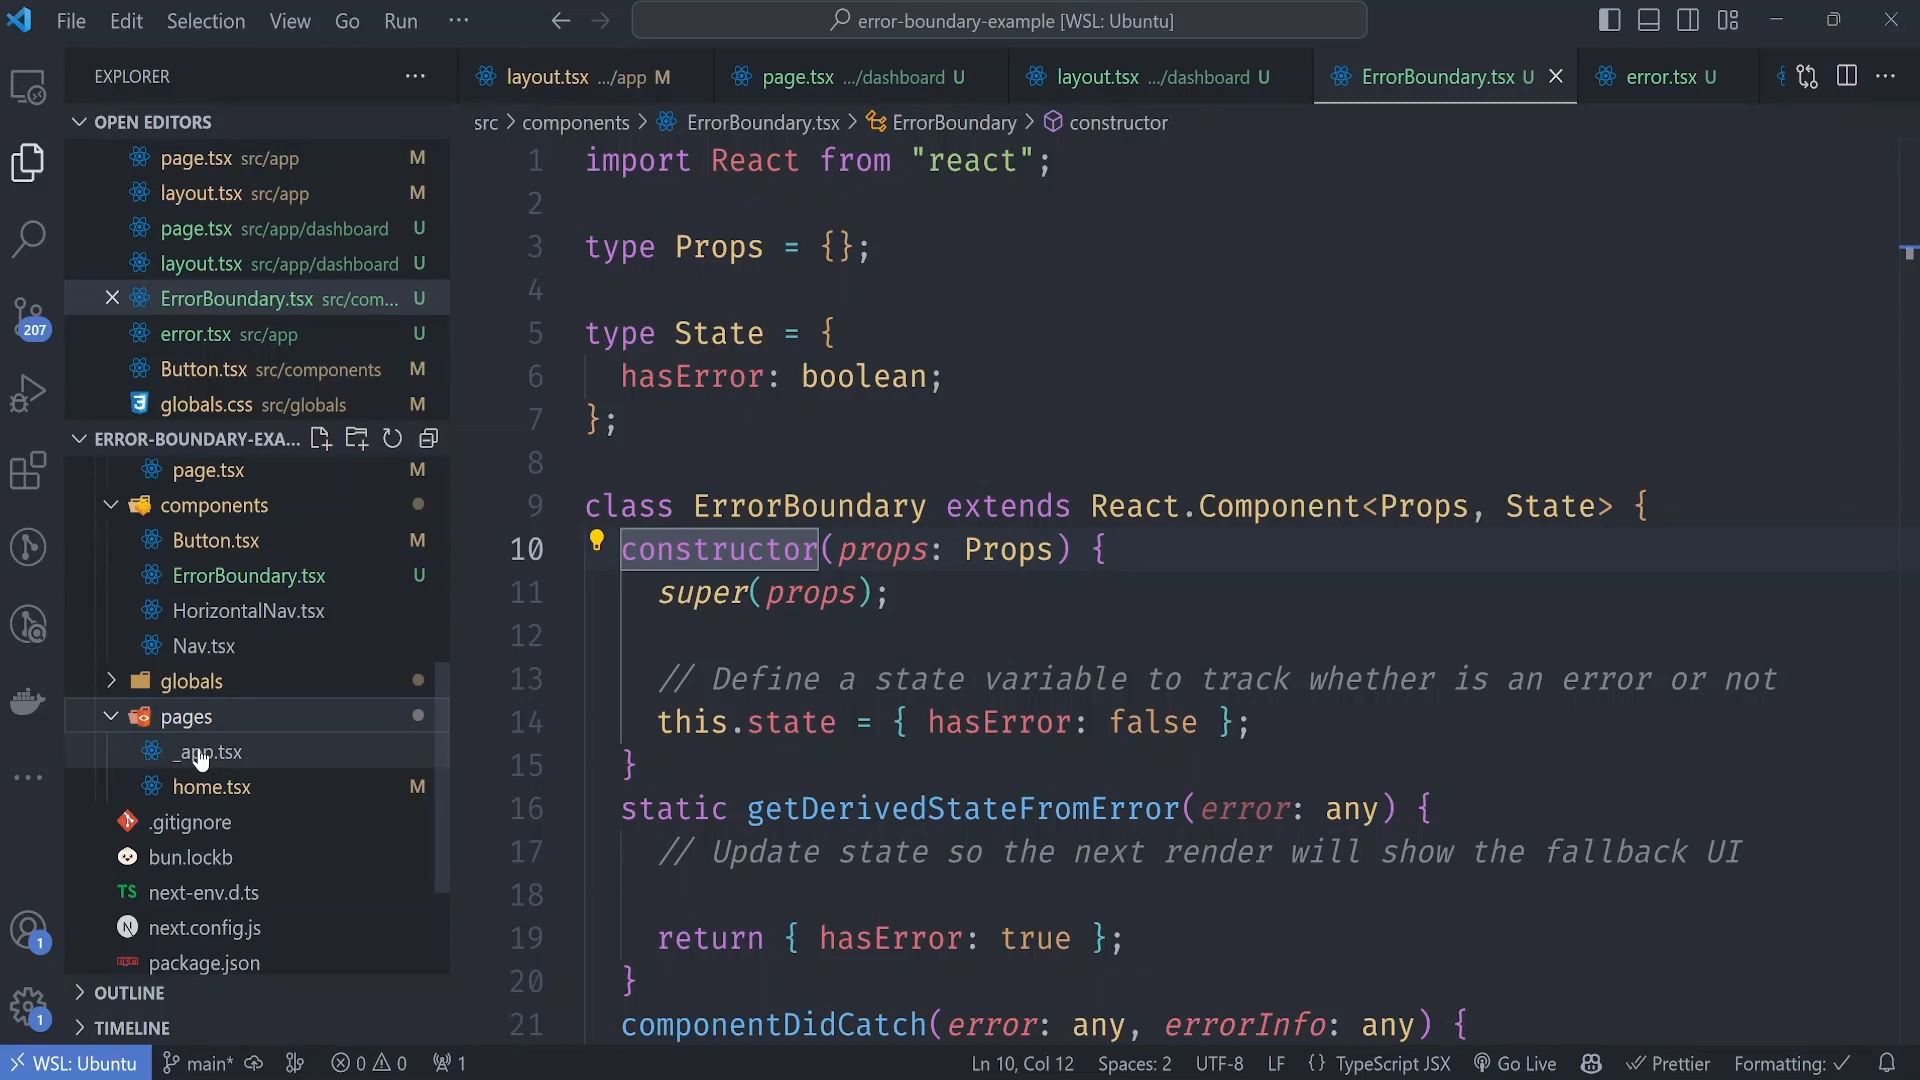 File Edit Selection View Go Run ··· error-boundary-example [WSL: Ubuntu]
EXPLORER ···
layout.tsx .../app M page.tsx .../dashboard U layout.tsx .../dashboard U ErrorBoundary.tsx U error.tsx U ···
src > components > ErrorBoundary.tsx > ErrorBoundary > constructor
OPEN EDITORS
page.tsx src/app M
layout.tsx src/app M
page.tsx src/app/dashboard U
layout.tsx src/app/dashboard U
ErrorBoundary.tsx src/com... U
error.tsx src/app U
Button.tsx src/components M
globals.css src/globals M
ERROR-BOUNDARY-EXA...
page.tsx M
components
Button.tsx M
ErrorBoundary.tsx U
HorizontalNav.tsx
Nav.tsx
globals
pages
_app.tsx
home.tsx M
.gitignore
bun.lockb
TS next-env.d.ts
N next.config.js
package.json
OUTLINE
TIMELINE
207
1
1
1 import React from "react";
2
3 type Props = {};
4
5 type State = {
6 hasError: boolean;
7 };
8
9 class ErrorBoundary extends React.Component<Props, State> {
10 constructor(props: Props) {
11 super(props);
12
13 // Define a state variable to track whether is an error or not
14 this.state = { hasError: false };
15 }
16 static getDerivedStateFromError(error: any) {
17 // Update state so the next render will show the fallback UI
18
19 return { hasError: true };
20 }
21 componentDidCatch(error: any, errorInfo: any) {
WSL: Ubuntu main* 0 0 1 Ln 10, Col 12 Spaces: 2 UTF-8 LF {} TypeScript JSX Go Live Prettier Formatting: ✓